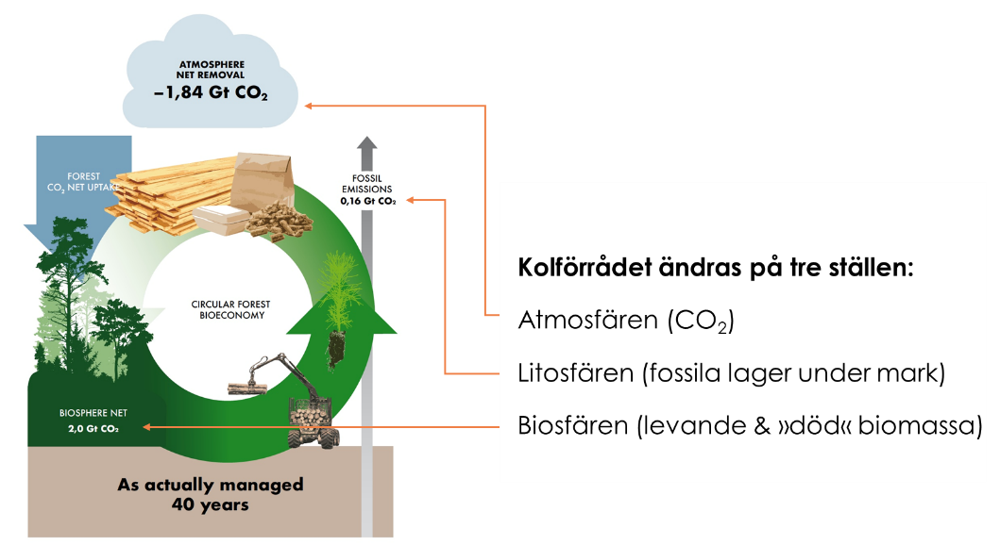 ATMOSPHERE
NET REMOVAL
–1,84 Gt CO₂
FOREST
CO₂ NET UPTAKE
FOSSIL
EMISSIONS
0,16 Gt CO₂
CIRCULAR FOREST
BIOECONOMY
BIOSPHERE NET
2,0 Gt CO₂
As actually managed
40 years
Kolförrådet ändras på tre ställen:
Atmosfären (CO₂)
Litosfären (fossila lager under mark)
Biosfären (levande & »död« biomassa)